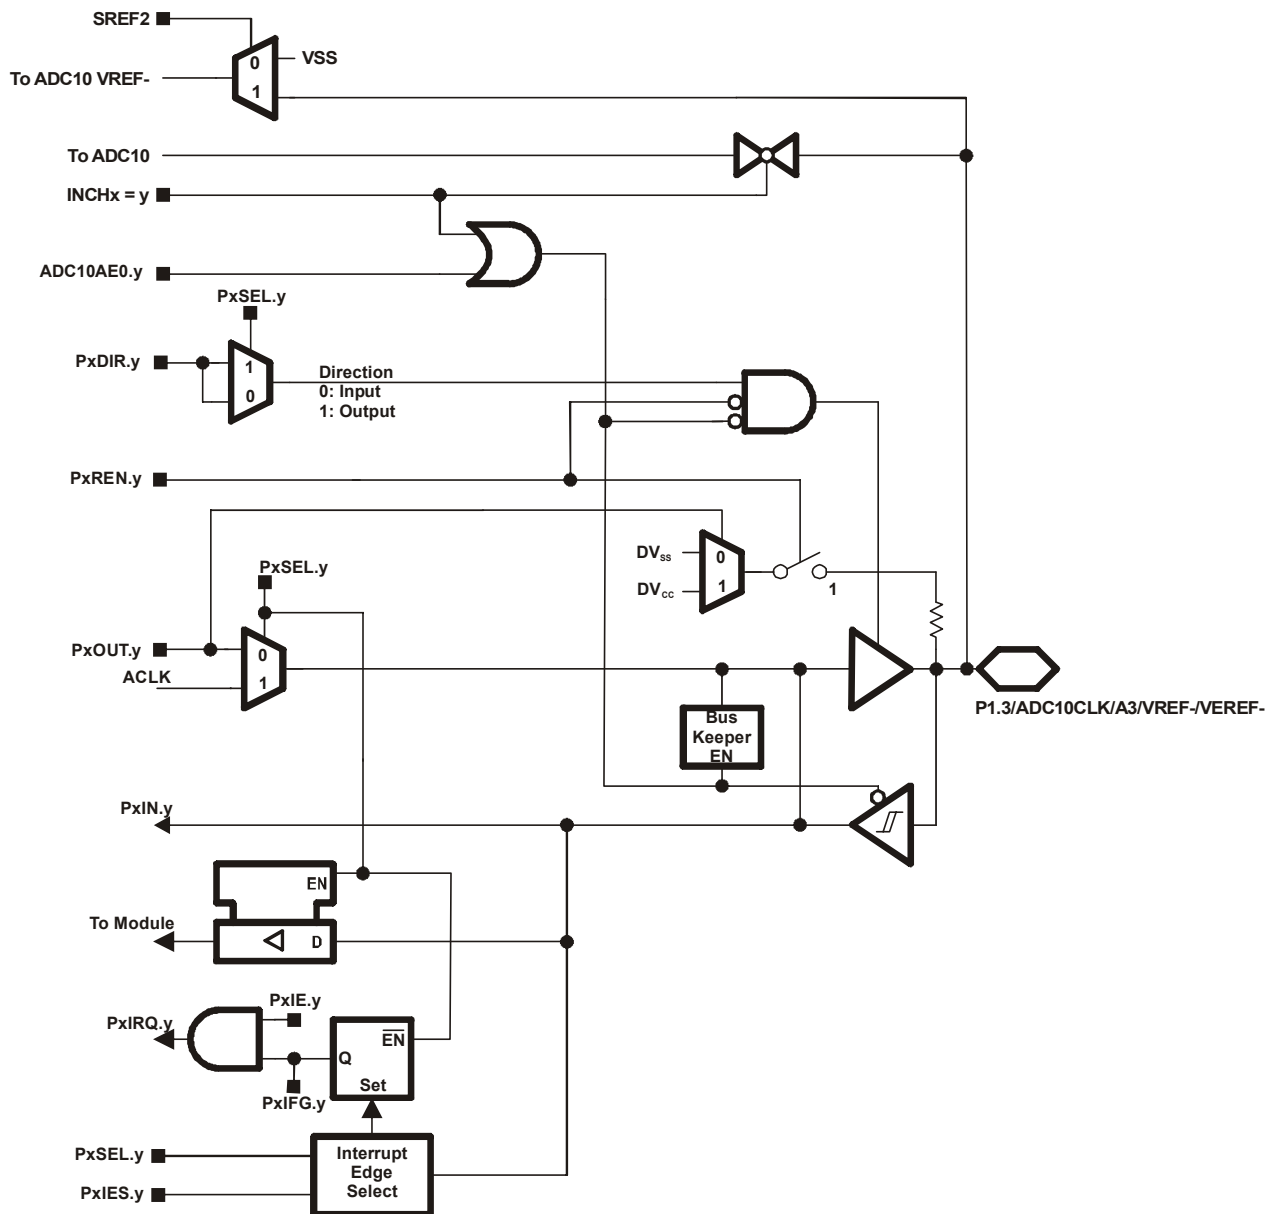 SREF2
VSS
0
To ADC10 VREF-
1
To ADC10
INCHx = y
ADC10AE0.y
PxSEL.y
PxDIR.y
1
0
Direction
0: Input
1: Output
PxREN.y
DVSS
0
DVCC
1
1
PxSEL.y
PxOUT.y
0
ACLK
1
Bus
Keeper
EN
P1.3/ADC10CLK/A3/VREF-/VEREF-
PxIN.y
EN
To Module
D
PxIE.y
PxIRQ.y
EN
Q
Set
PxIFG.y
PxSEL.y
PxIES.y
Interrupt
Edge
Select